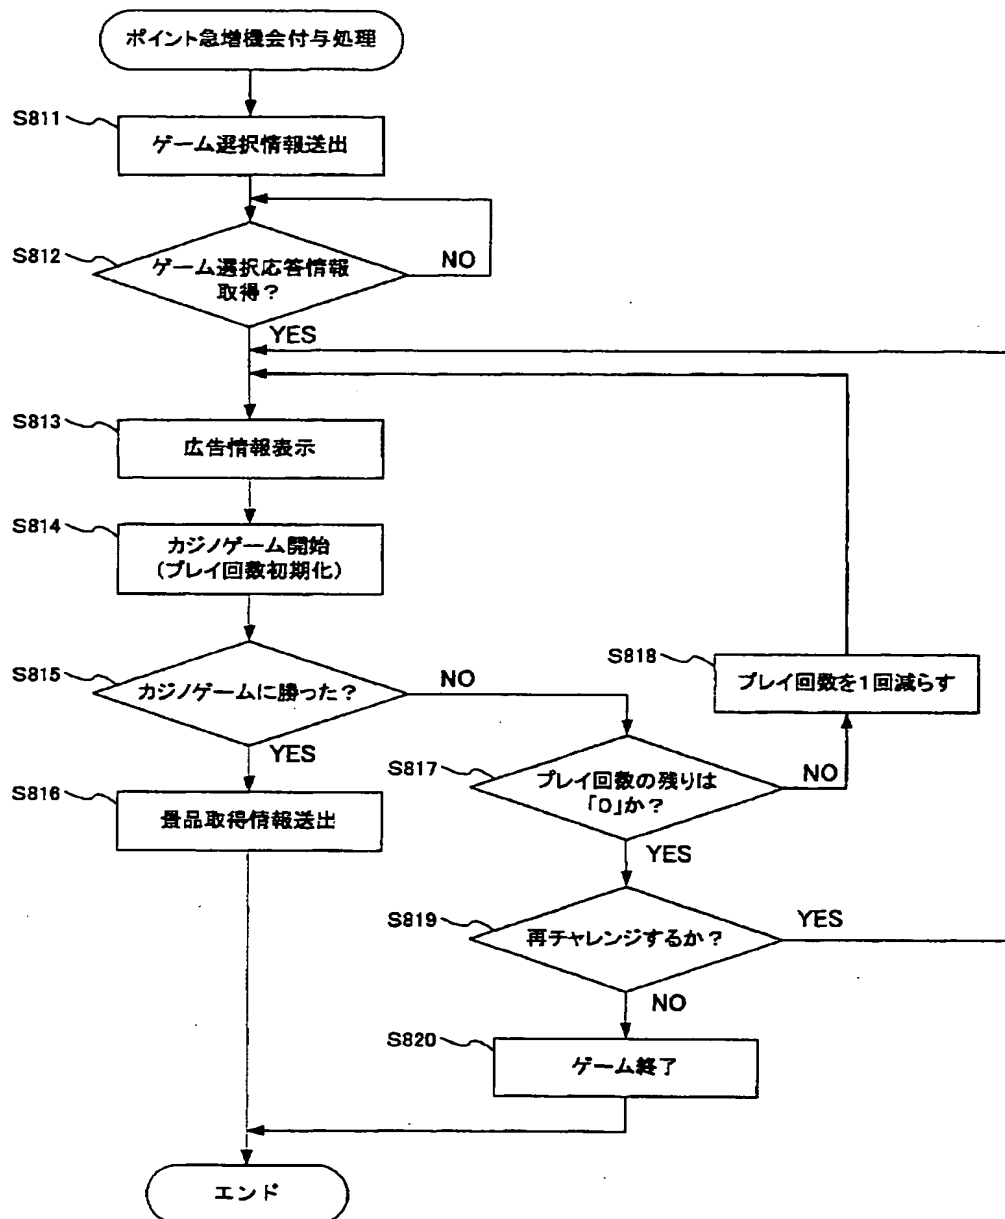 ポイント急増機会付与処理
S811
ゲーム選択情報送出
S812
ゲーム選択応答情報
取得？
NO
YES
S813
広告情報表示
S814
カジノゲーム開始
（プレイ回数初期化）
S815
カジノゲームに勝った？
NO
YES
S818
プレイ回数を１回減らす
S816
景品取得情報送出
S817
プレイ回数の残りは
「０」か？
NO
YES
S819
再チャレンジするか？
YES
NO
S820
ゲーム終了
エンド